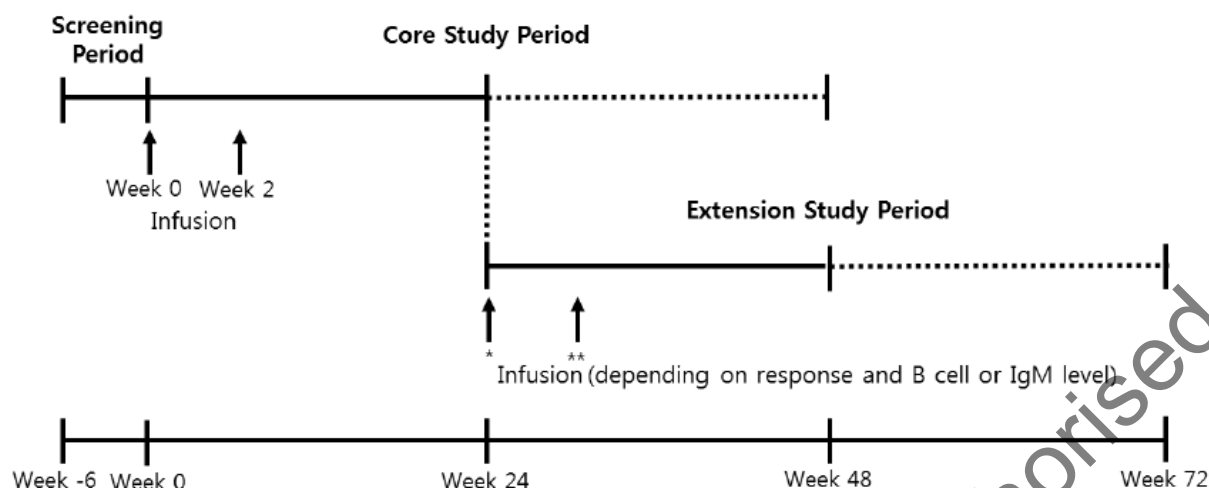 Screening
Period
Core Study Period
Week 0 Week 2
Infusion
Extension Study Period
* **
Infusion (depending on response and B cell or IgM level)
Week -6 Week 0 Week 24 Week 48 Week 72